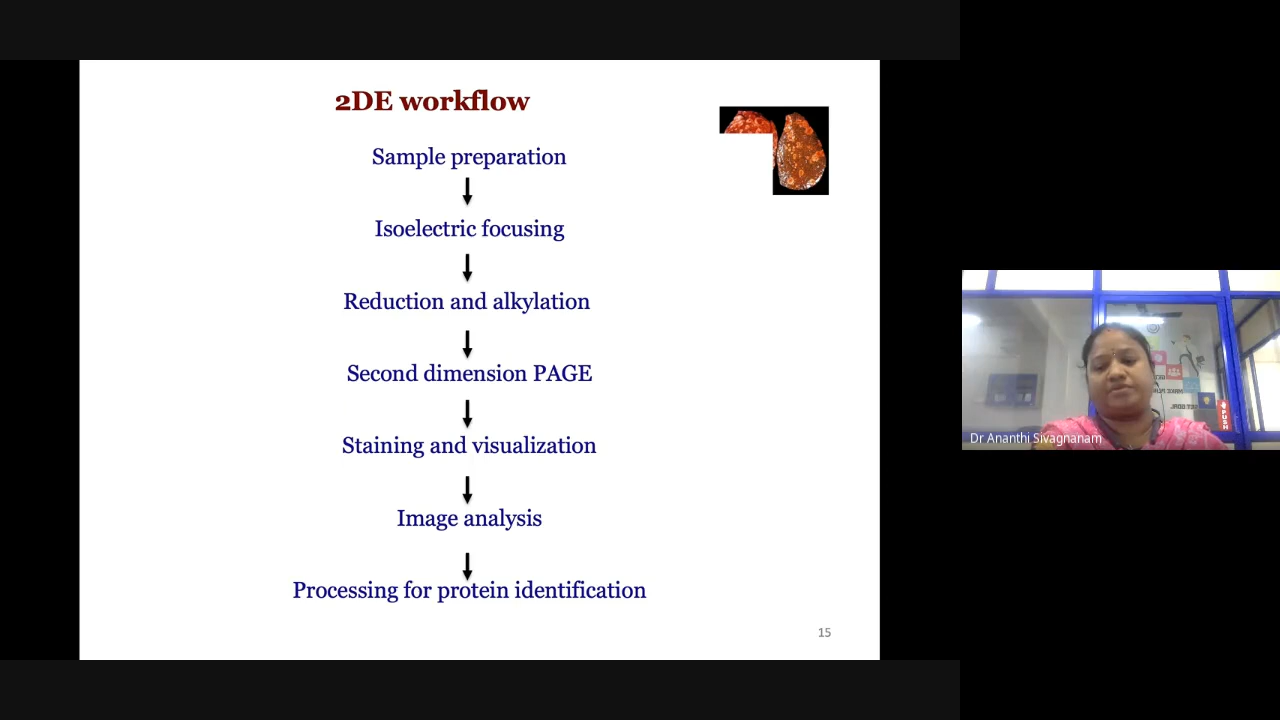 2DE workflow
Sample preparation
Isoelectric focusing
Reduction and alkylation
Second dimension PAGE
Staining and visualization
Image analysis
Processing for protein identification
15
PUSH
Dr Ananthi Sivagnanam